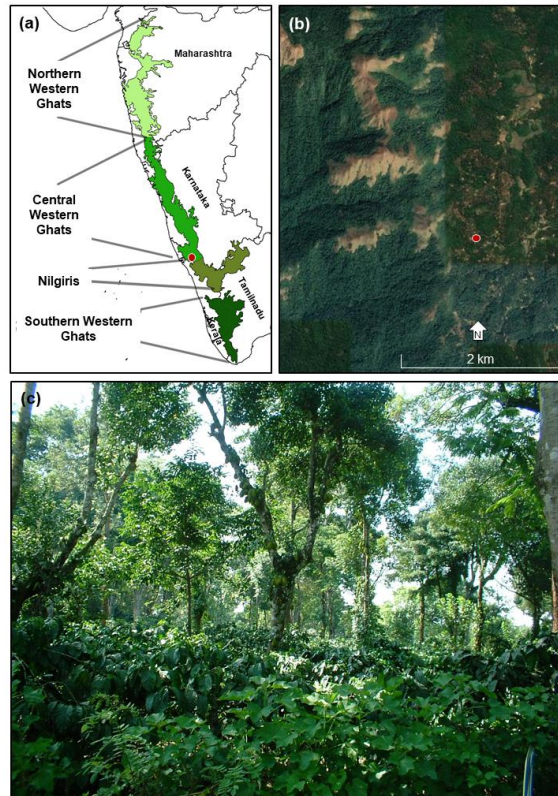 (a)
Maharashtra
Northern
Western
Ghats
Karnataka
Central
Western
Ghats
Nilgiris
Tamilnadu
Southern Western
Ghats
Kerala
(b)
N
2 km
(c)